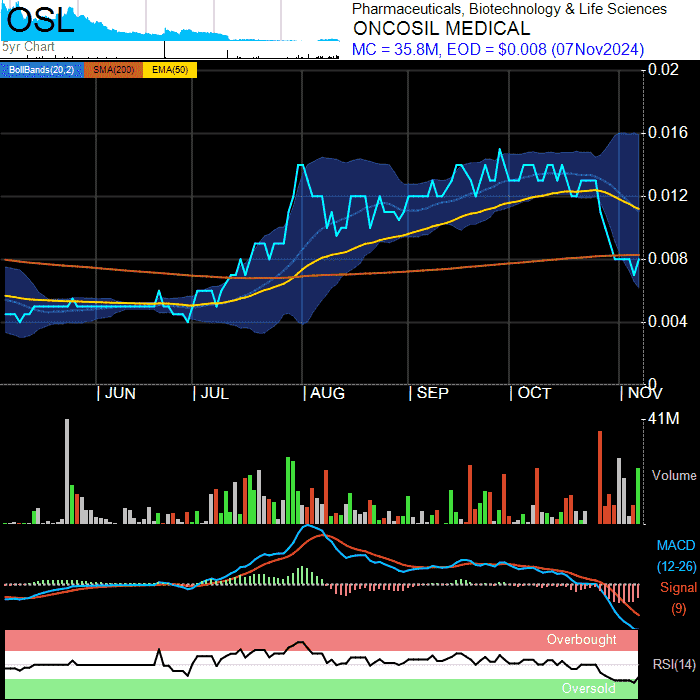 OSL
5yr Chart
Pharmaceuticals, Biotechnology & Life Sciences
ONCOSIL MEDICAL
MC = 35.8M, EOD = $0.008 (07Nov2024)
BollBands(20,2) SMA(200) EMA(50)
0.02
0.016
0.012
0.008
0.004
0
JUN JUL AUG SEP OCT NOV
41M
Volume
MACD
(12-26)
Signal
(9)
Overbought
RSI(14)
Oversold